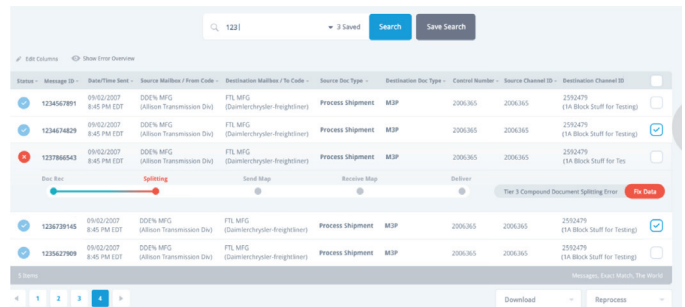 123
3 Saved
Search
Save Search
Edit Columns
Show Error Overview
Status
Message ID
Date/Time Sent
Source Mailbox / From Code
Destination Mailbox / To Code
Source Doc Type
Destination Doc Type
Control Number
Source Channel ID
Destination Channel ID
1234567891
09/02/2007
8:45 PM EDT
DDE% MFG
(Allison Transmission Div)
FTL MFG
(Daimlerchrysler-freightliner)
Process Shipment
M3P
2006365
2006365
2592479
(1A Block Stuff for Testing)
1234674829
09/02/2007
8:45 PM EDT
DDE% MFG
(Allison Transmission Div)
FTL MFG
(Daimlerchrysler-freightliner)
Process Shipment
M3P
2006365
2006365
2592479
(1A Block Stuff for Testing)
1237866543
09/02/2007
8:45 PM EDT
DDE% MFG
(Allison Transmission Div)
FTL MFG
(Daimlerchrysler-freightliner)
Process Shipment
M3P
2006365
2006365
2592479
(1A Block Stuff for Tes
Doc Rec
Splitting
Send Map
Receive Map
Deliver
Tier 3 Compound Document Splitting Error
Fix Data
1236739145
09/02/2007
8:45 PM EDT
DDE% MFG
(Allison Transmission Div)
FTL MFG
(Daimlerchrysler-freightliner)
Process Shipment
M3P
2006365
2006365
2592479
(1A Block Stuff for Testing)
1235627909
09/02/2007
8:45 PM EDT
DDE% MFG
(Allison Transmission Div)
FTL MFG
(Daimlerchrysler-freightliner)
Process Shipment
M3P
2006365
2006365
2592479
(1A Block Stuff for Testing)
5 Items
Messages, Exact Match, The World
« 1 2 3 4 »
Download
Reprocess